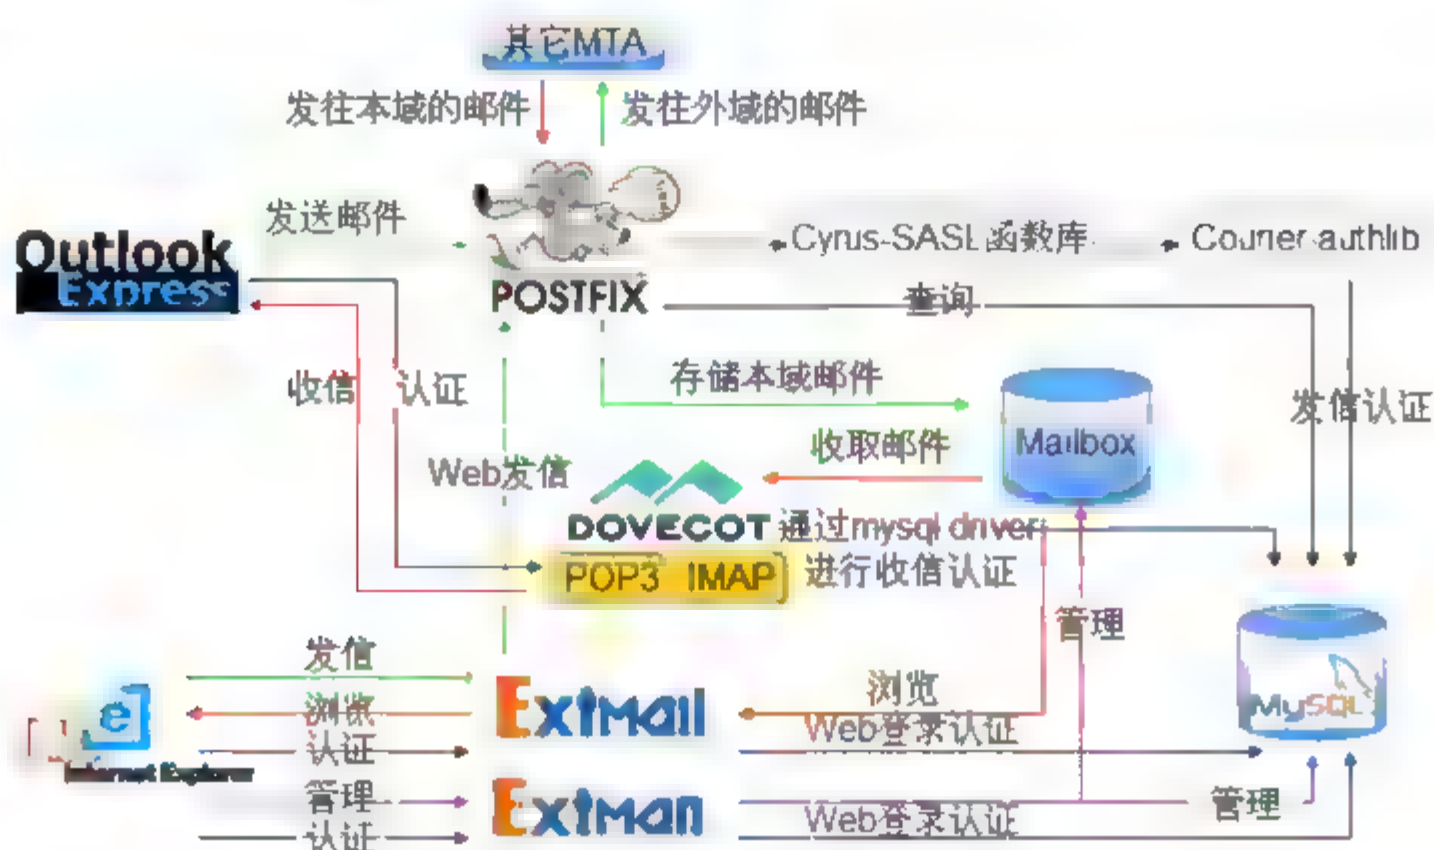 其它MTA
发往本域的邮件
发往外域的邮件
发送邮件
Outlook
Express
POSTFIX
Cyrus-SASL函数库
Courier authlib
查询
收信
认证
存储本域邮件
发信认证
收取邮件
Mailbox
Web发信
DOVECOT
通过mysql driver
POP3 IMAP
进行收信认证
管理
发信
浏览
认证
e
Internet Explorer
Extmail
浏览
Web登录认证
MySQL
管理
认证
Extman
Web登录认证
管理